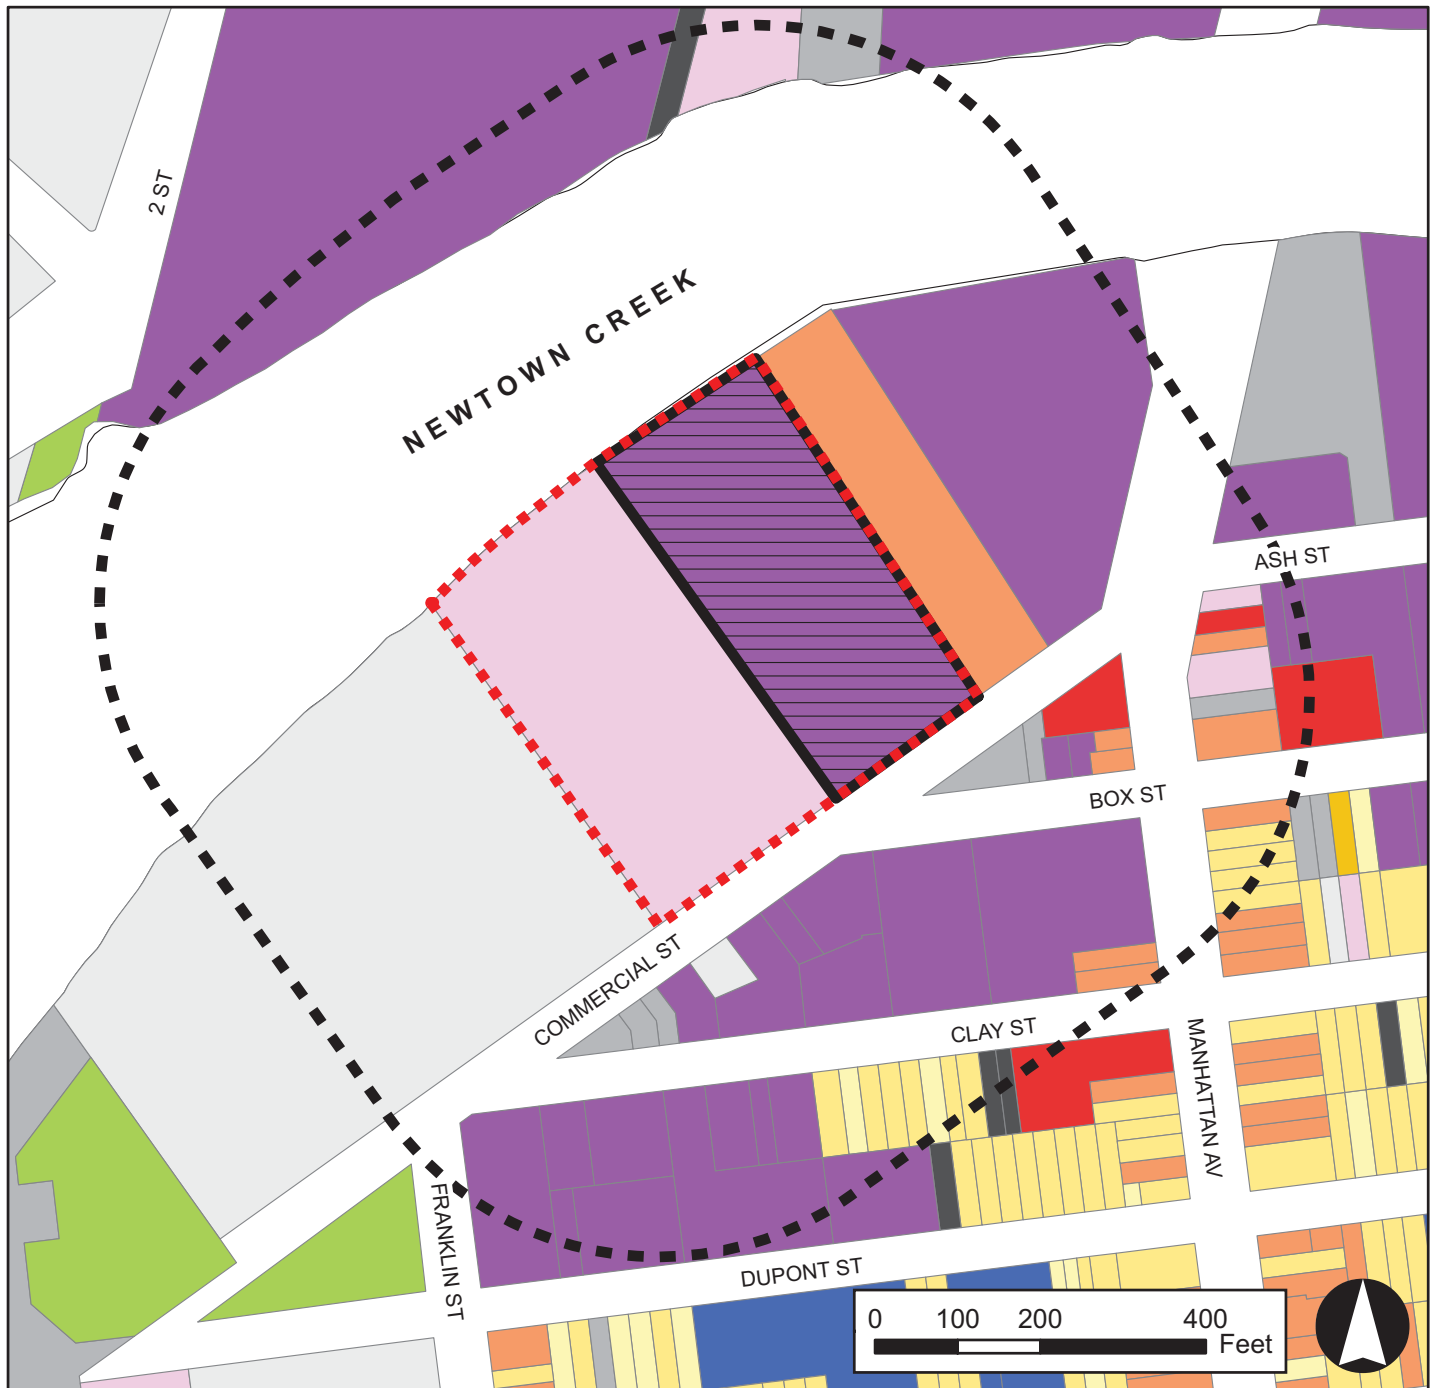 2 ST
NEWTOWN CREEK
ASH ST
BOX ST
COMMERCIAL ST
CLAY ST
MANHATTAN AV
FRANKLIN ST
DUPONT ST
0 100 200 400
Feet